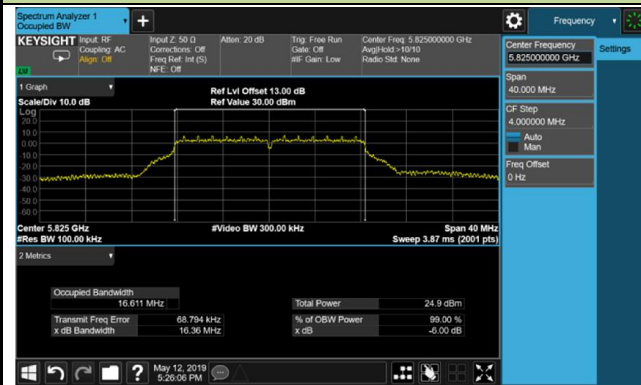 Spectrum Analyzer 1
Occupied BW
Frequency
KEYSIGHT
Input: RF
Coupling: AC
Align: Off
Input Z: 50 Ω
Corrections: Off
Freq Ref: Int (S)
NFE: Off
Atten: 20 dB
Trig: Free Run
Gate: Off
#IF Gain: Low
Center Freq: 5.825000000 GHz
Avg|Hold:>10/10
Radio Std: None
Center Frequency
5.825000000 GHz
Settings
Span
40.000 MHz
CF Step
4.000000 MHz
Auto
Man
Freq Offset
0 Hz
1 Graph
Scale/Div 10.0 dB
Ref Lvl Offset 13.00 dB
Ref Value 30.00 dBm
Log
20.0
10.0
0.00
-10.0
-20.0
-30.0
-40.0
-50.0
-60.0
Center 5.825 GHz
#Res BW 100.00 kHz
#Video BW 300.00 kHz
Span 40 MHz
Sweep 3.87 ms (2001 pts)
2 Metrics
Occupied Bandwidth
16.611 MHz
Total Power 24.9 dBm
Transmit Freq Error 68.794 kHz
% of OBW Power 99.00 %
x dB Bandwidth 16.36 MHz
x dB -6.00 dB
?
May 12, 2019
5:26:06 PM